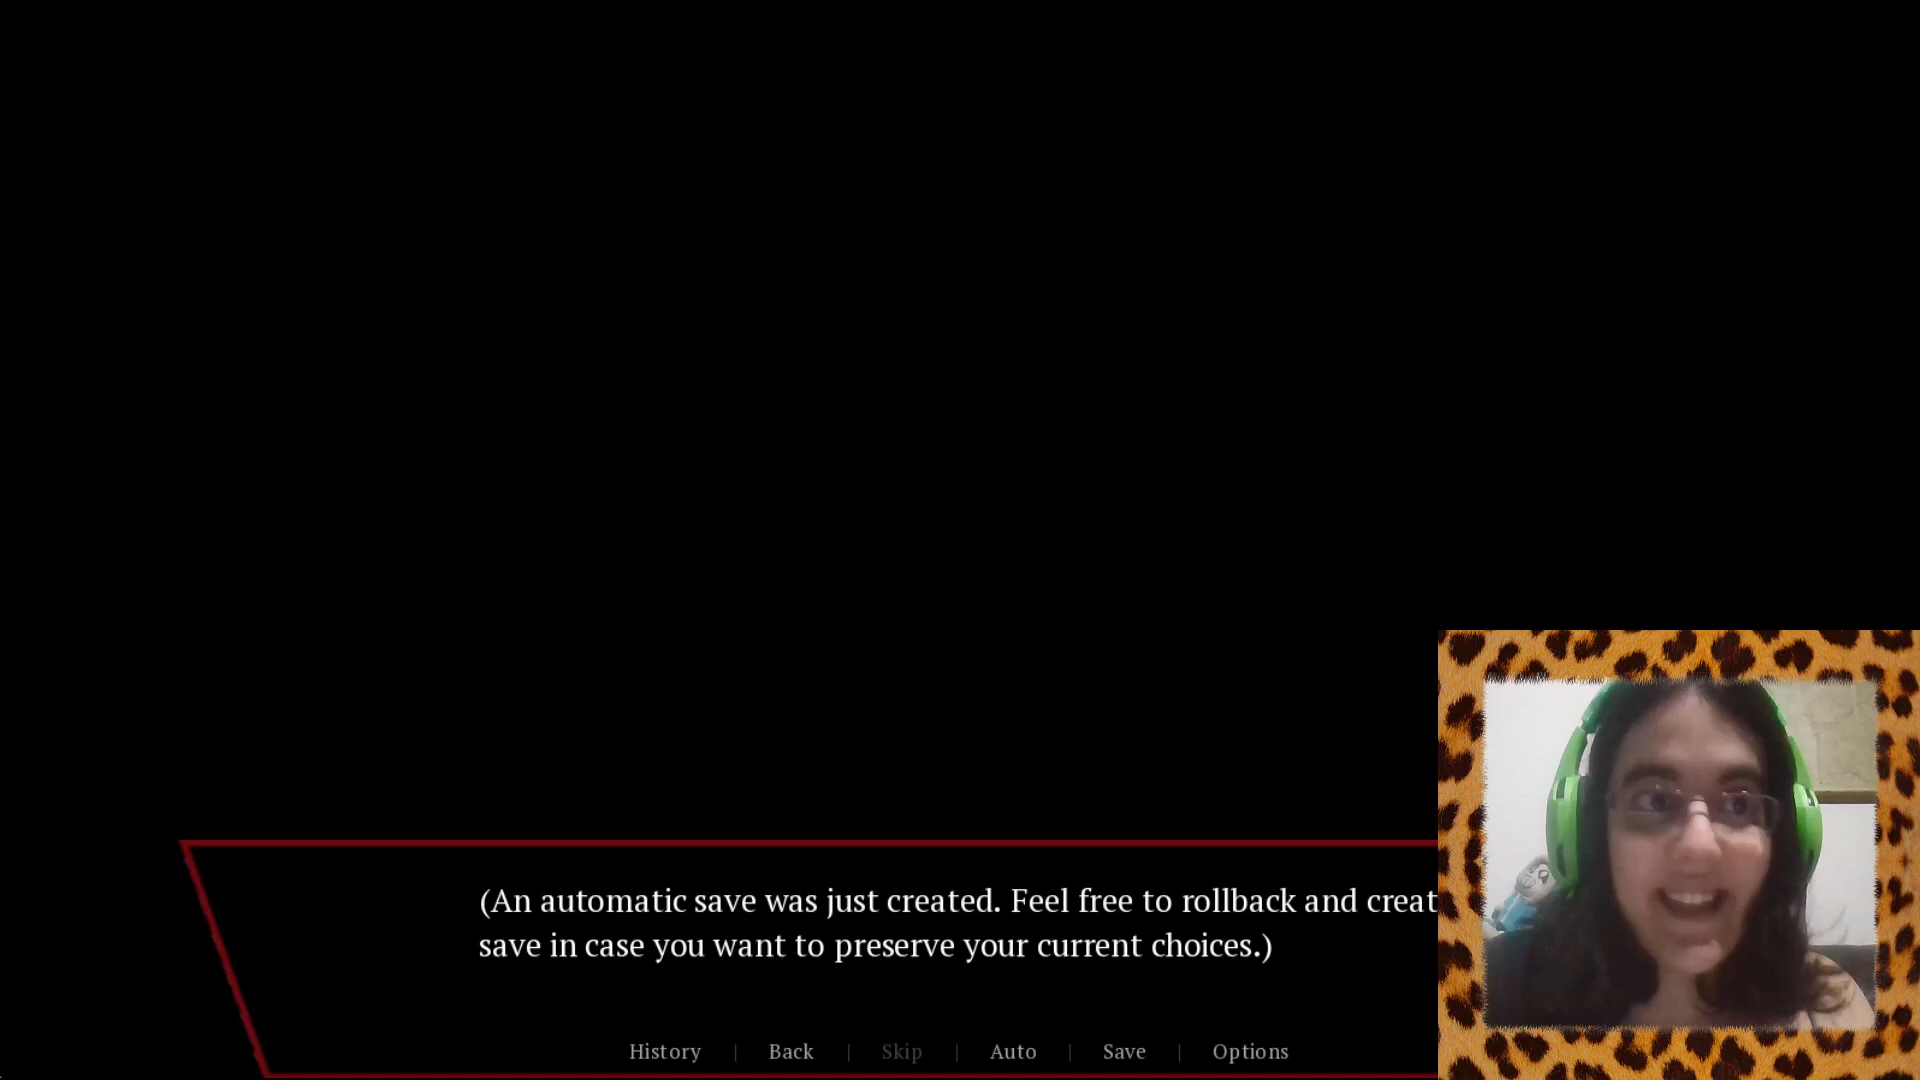 (An automatic save was just created. Feel free to rollback and creat
save in case you want to preserve your current choices.)
History | Back | Skip | Auto | Save | Options